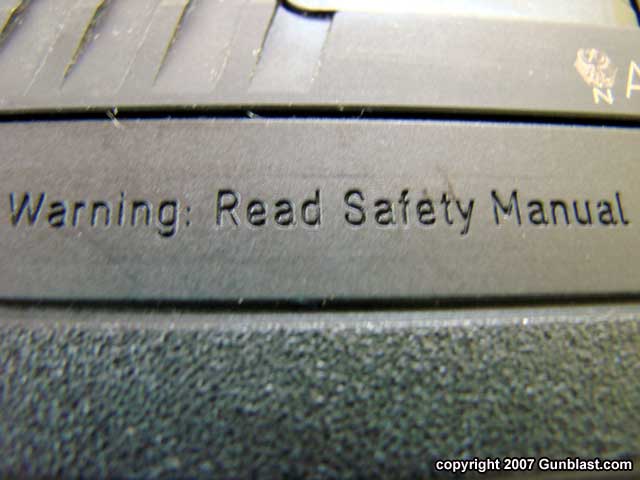 N A
Warning: Read Safety Manual
copyright 2007 Gunblast.com